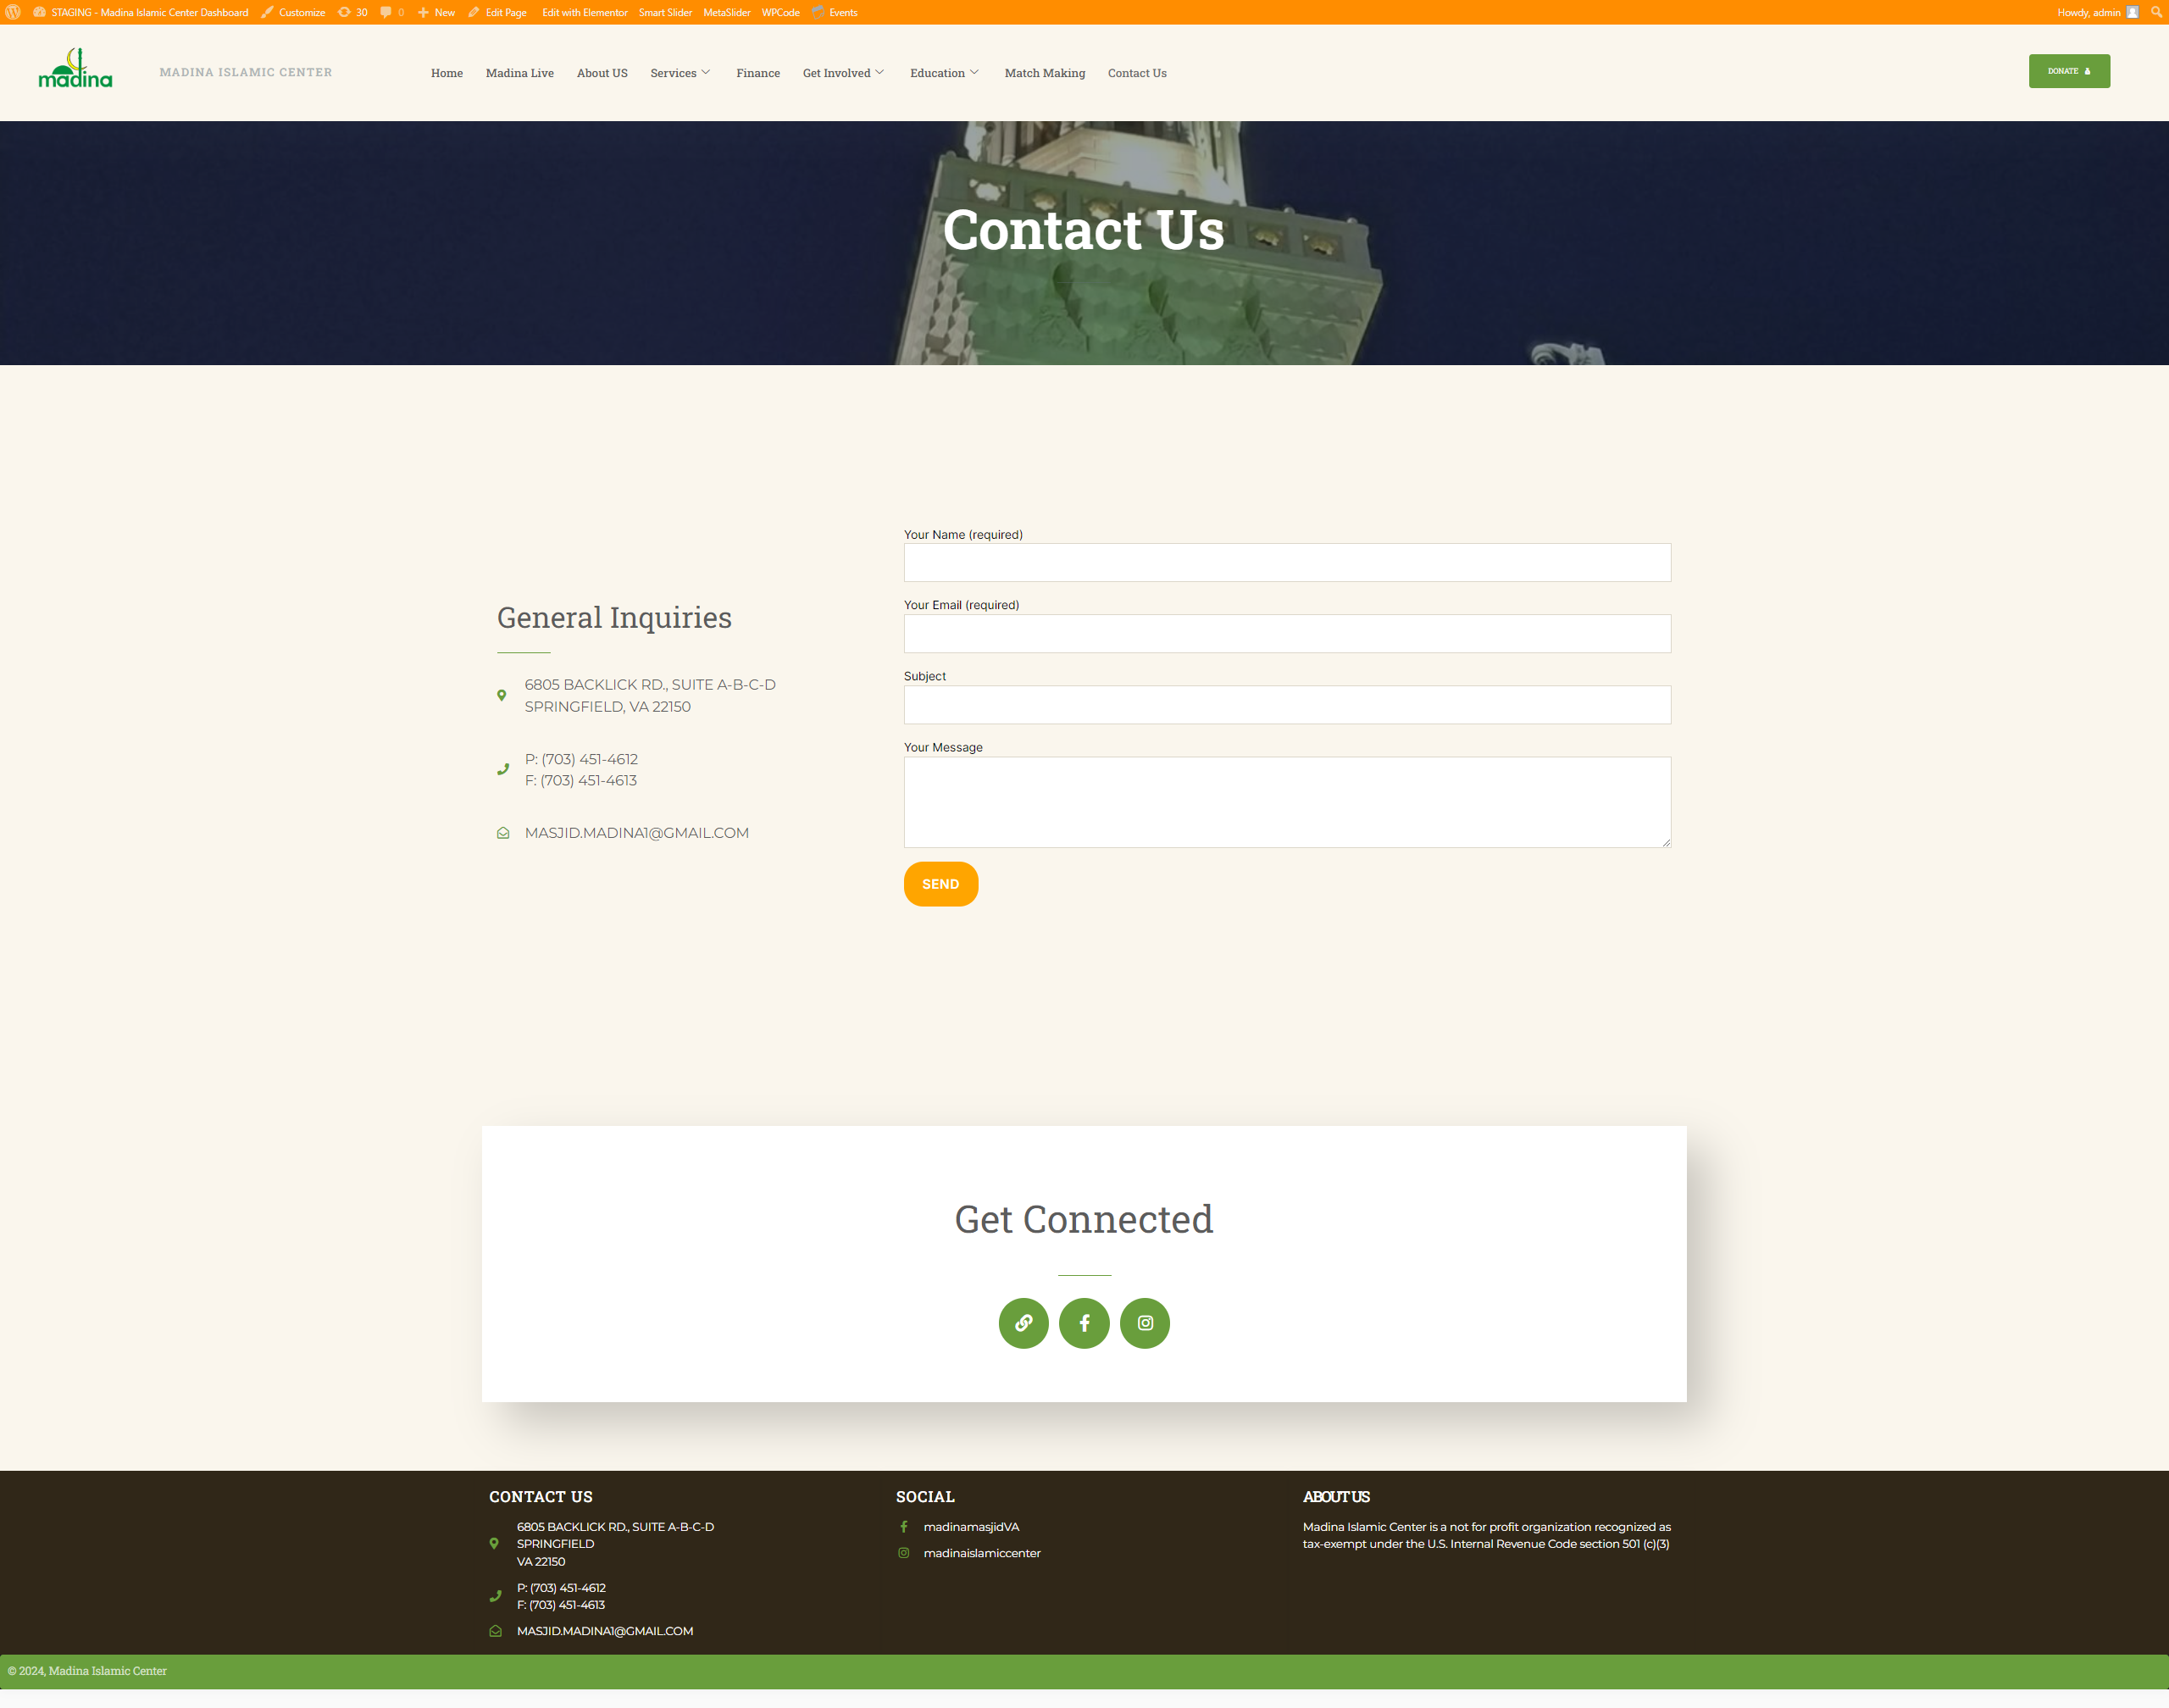 STAGING - Madina Islamic Center Dashboard Customize 30 0 New Edit Page Edit with Elementor Smart Slider MetaSlider WPCode Events Howdy, admin
madina
MADINA ISLAMIC CENTER
Home Madina Live About US Services Finance Get Involved Education Match Making Contact Us
DONATE
Contact Us
General Inquiries
6805 BACKLICK RD., SUITE A-B-C-D
SPRINGFIELD, VA 22150
P: (703) 451-4612
F: (703) 451-4613
MASJID.MADINA1@GMAIL.COM
Your Name (required)
Your Email (required)
Subject
Your Message
SEND
Get Connected
CONTACT US
6805 BACKLICK RD., SUITE A-B-C-D
SPRINGFIELD
VA 22150
P: (703) 451-4612
F: (703) 451-4613
MASJID.MADINA1@GMAIL.COM
SOCIAL
madinamasjidVA
madinaislamiccenter
ABOUT US
Madina Islamic Center is a not for profit organization recognized as
tax-exempt under the U.S. Internal Revenue Code section 501 (c)(3)
© 2024, Madina Islamic Center